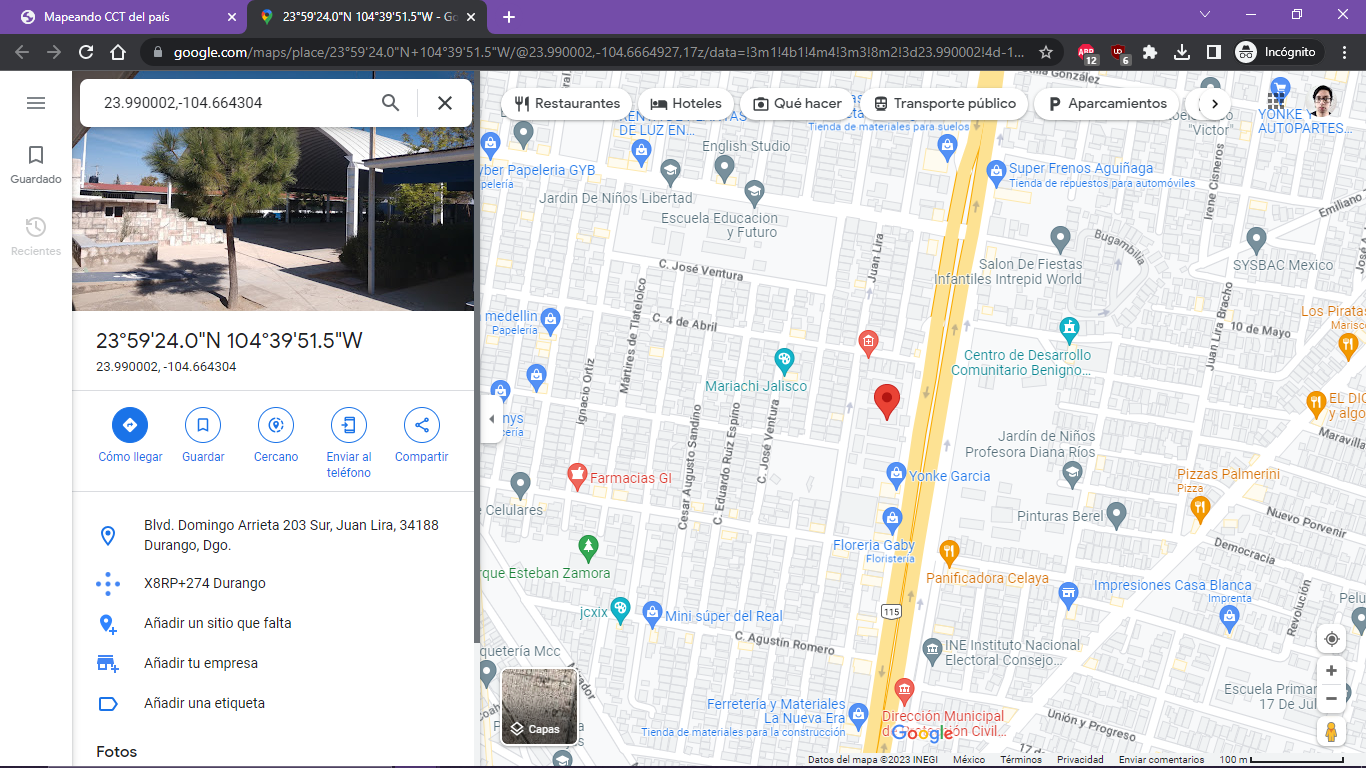 Mapeando CCT del país
23°59'24.0"N 104°39'51.5"W - Go
google.com/maps/place/23°59'24.0"N+104°39'51.5"W/@23.990002,-104.6664927,17z/data=!3m1!4b1!4m4!3m3!8m2!3d23.990002!4d-1...
12
6
Incógnito
23.990002,-104.664304
Guardado
Recientes
23°59'24.0"N 104°39'51.5"W
23.990002, -104.664304
Cómo llegar
Guardar
Cercano
Enviar al
teléfono
Compartir
Blvd. Domingo Arrieta 203 Sur, Juan Lira, 34188
Durango, Dgo.
X8RP+274 Durango
Añadir un sitio que falta
Añadir tu empresa
Añadir una etiqueta
Fotos
Restaurantes
Hoteles
Qué hacer
Transporte público
Aparcamientos
DE LUZ EN...
Tienda de materiales para suelos
González
"Victor"
YONKE Y
AUTOPARTES...
English Studio
yber Papeleria GYB
Papelería
Super Frenos Aguiñaga
Tienda de repuestos para automóviles
Irene Cisneros
Emiliano
Jardin De Niños Libertad
Escuela Educacion
y Futuro
Juan Lira
Bugambilia
SYSBAC Mexico
C. José Ventura
Salon De Fiestas
Infantiles Intrepid World
Mártires de Tlatelolco
medellin
Papelería
C. 4 de Abril
Juan Lira Bracho
10 de Mayo
Los Piratas
Marisco
Centro de Desarrollo
Comunitario Benigno...
Mariachi Jalisco
Ignacio Ortíz
nys
cería
Cesar Augusto Sandino
C. Eduardo Ruiz Espino
C. José Ventura
EL DIC
y algo
Maravilla
Jardín de Niños
Profesora Diana Ríos
Farmacias GI
Yonke Garcia
Pizzas Palmerini
Pizza
e Celulares
Pinturas Berel
Nuevo Porvenir
Floreria Gaby
Floristería
Democracia
rque Esteban Zamora
Panificadora Celaya
Impresiones Casa Blanca
Imprenta
Revolución
Pelu
jcxix
Mini súper del Real
115
C. Agustín Romero
INE Instituto Nacional
Electoral Consejo...
quetería Mcc
Escuela Primar
17 De Jul
Ferretería y Materiales
La Nueva Era
Tienda de materiales para la construcción
Dirección Municipal
Unión y Progreso
17 de
Capas
Google
Datos del mapa ©2023 INEGI
México
Términos
Privacidad
Enviar comentarios
100 m